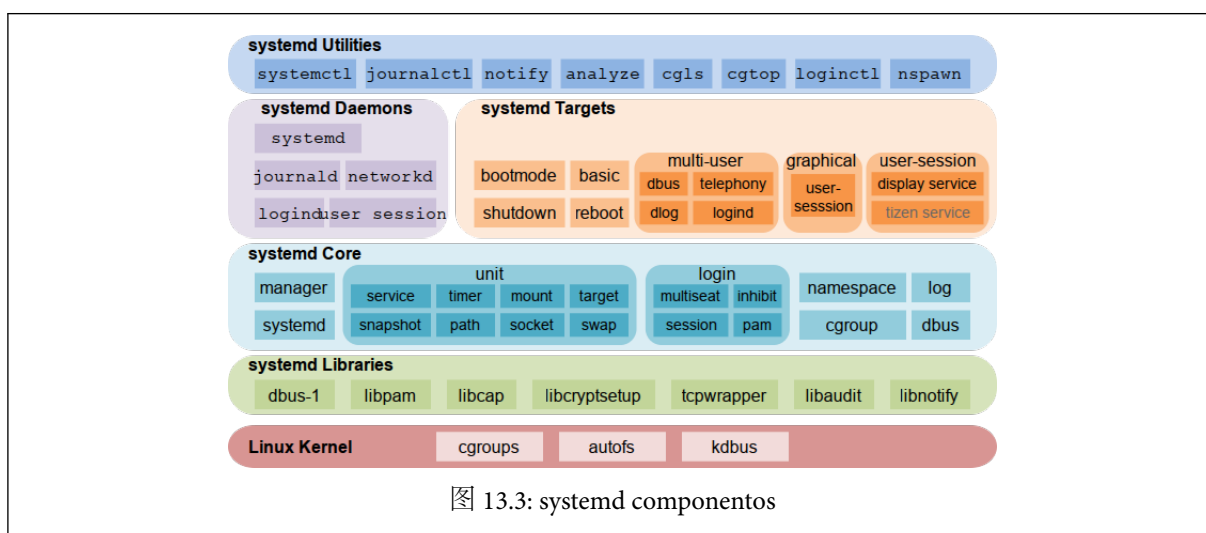 systemd Utilities
systemctl journalctl notify analyze cgls cgtop loginctl nspawn
systemd Daemons
systemd
journald networkd
logind user session
systemd Targets
bootmode basic
shutdown reboot
multi-user
dbus telephony
dlog logind
graphical
user-
sesssion
user-session
display service
tizen service
systemd Core
manager
systemd
unit
service timer mount target
snapshot path socket swap
login
multiseat inhibit
session pam
namespace log
cgroup dbus
systemd Libraries
dbus-1 libpam libcap libcryptsetup tcpwrapper libaudit libnotify
Linux Kernel cgroups autofs kdbus
图 13.3: systemd componentos